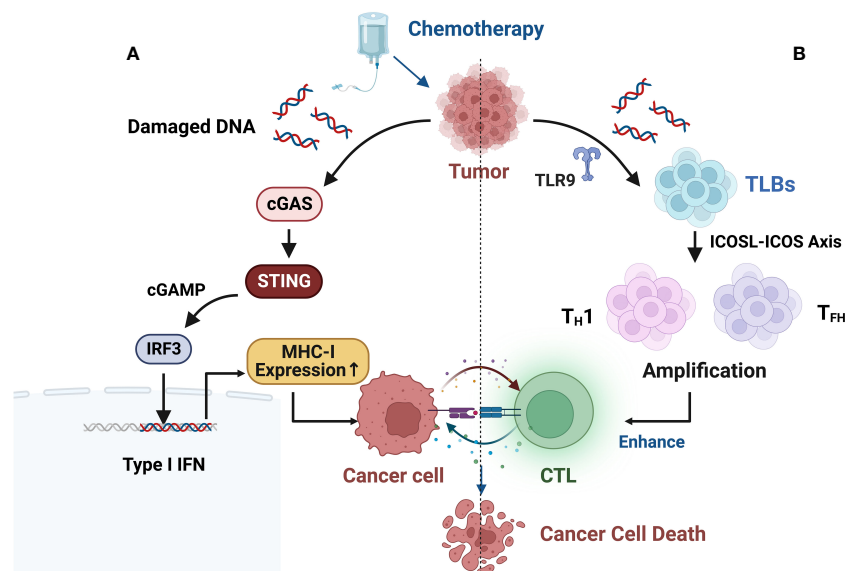 A
Chemotherapy
B
Damaged DNA
Tumor
TLR9
TLBs
cGAS
ICOSL-ICOS Axis
STING
cGAMP
TH1
TFH
IRF3
MHC-I
Expression↑
Amplification
Enhance
Type I IFN
Cancer cell
CTL
Cancer Cell Death